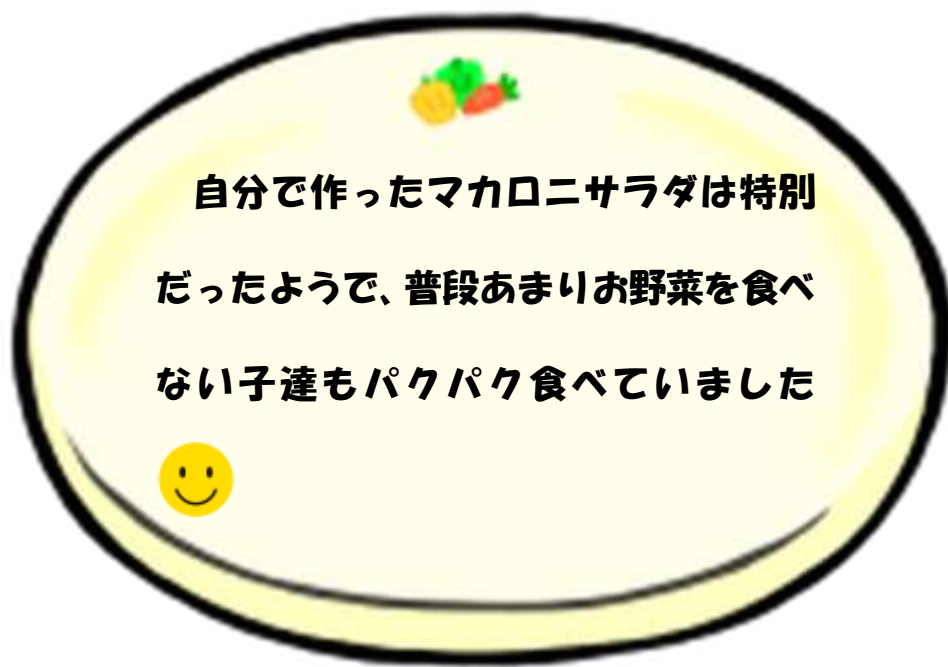 自分で作ったマカロニサラダは特別
だったようで、普段あまりお野菜を食べ
ない子達もパクパク食べていました